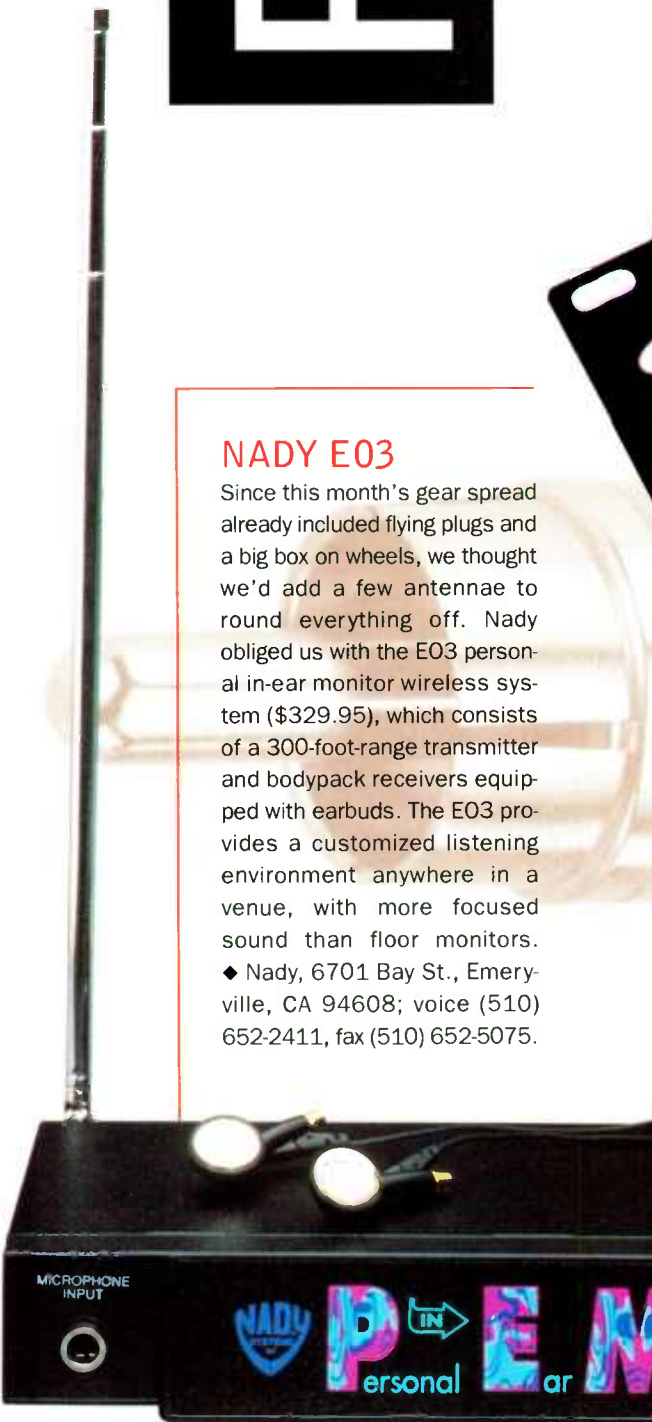 NADY E03
Since this month's gear spread
already included flying plugs and
a big box on wheels, we thought
we'd add a few antennae to
round everything off. Nady
obliged us with the E03 person-
al in-ear monitor wireless sys-
tem ($329.95), which consists
of a 300-foot-range transmitter
and bodypack receivers equip-
ped with earbuds. The E03 pro-
vides a customized listening
environment anywhere in a
venue, with more focused
sound than floor monitors.
◆ Nady, 6701 Bay St., Emery-
ville, CA 94608; voice (510)
652-2411, fax (510) 652-5075.
MICROPHONE
INPUT
NADY
Personal IN Ear M